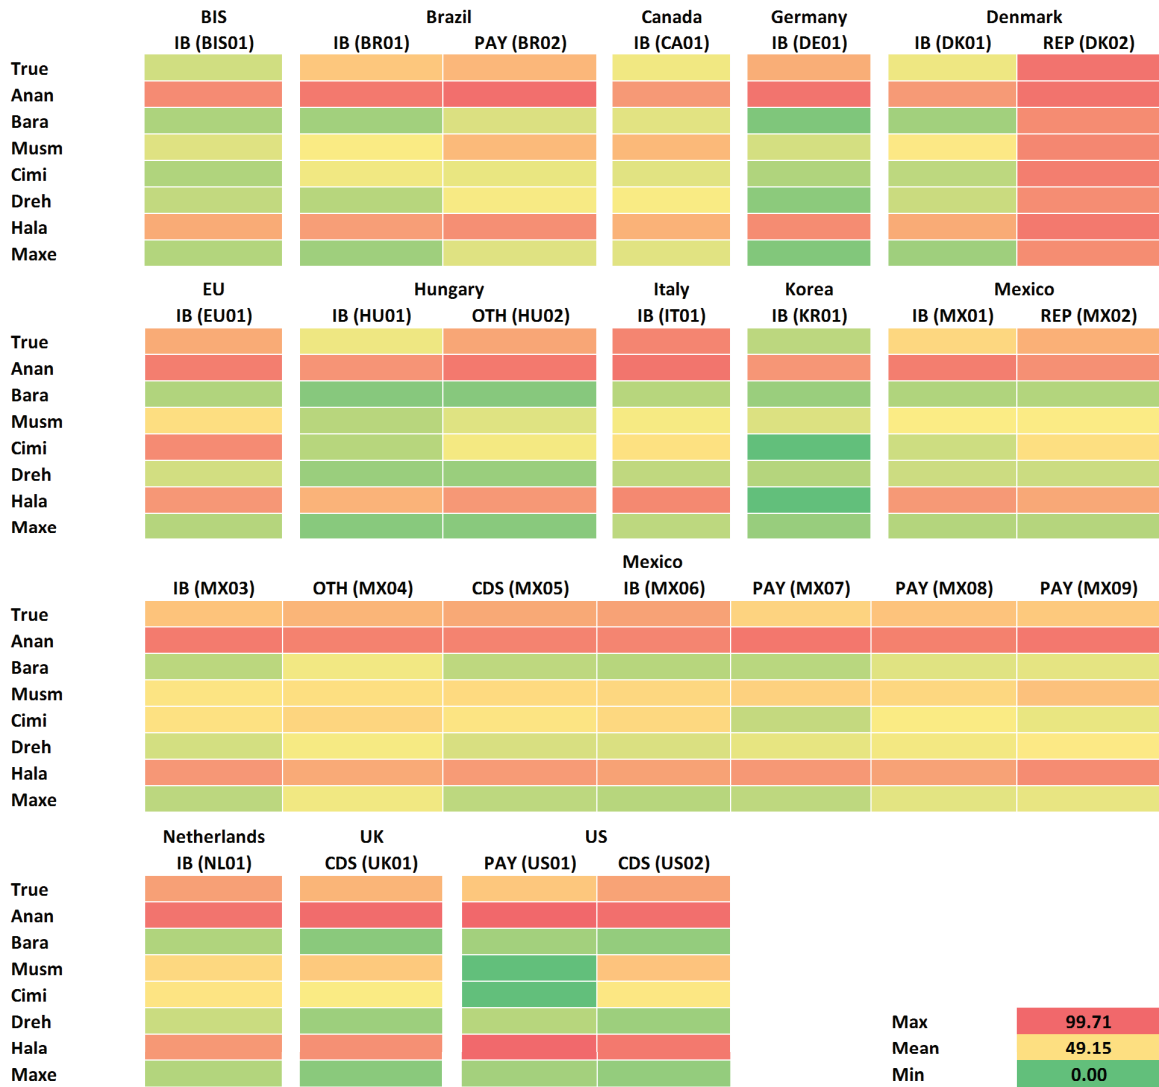 BIS Brazil Canada Germany Denmark
IB (BIS01) IB (BR01) PAY (BR02) IB (CA01) IB (DE01) IB (DK01) REP (DK02)
True
Anan
Bara
Musm
Cimi
Dreh
Hala
Maxe
EU Hungary Italy Korea Mexico
IB (EU01) IB (HU01) OTH (HU02) IB (IT01) IB (KR01) IB (MX01) REP (MX02)
True
Anan
Bara
Musm
Cimi
Dreh
Hala
Maxe
Mexico
IB (MX03) OTH (MX04) CDS (MX05) IB (MX06) PAY (MX07) PAY (MX08) PAY (MX09)
True
Anan
Bara
Musm
Cimi
Dreh
Hala
Maxe
Netherlands UK US
IB (NL01) CDS (UK01) PAY (US01) CDS (US02)
True
Anan
Bara
Musm
Cimi
Dreh Max 99.71
Hala Mean 49.15
Maxe Min 0.00